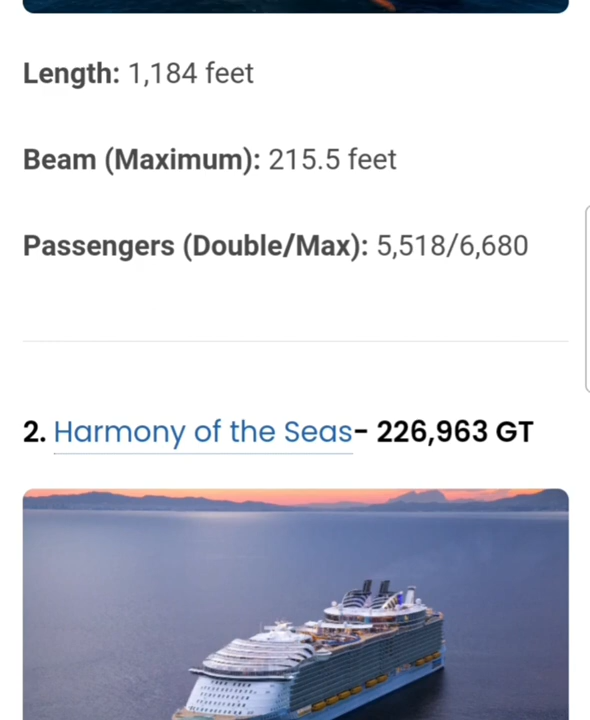 Length: 1,184 feet
Beam (Maximum): 215.5 feet
Passengers (Double/Max): 5,518/6,680
2. Harmony of the Seas– 226,963 GT